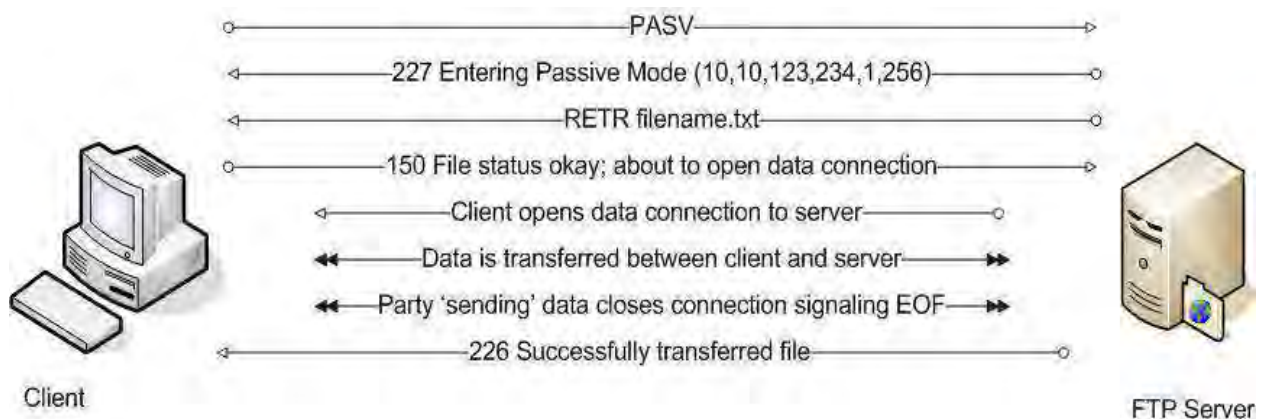 PASV
227 Entering Passive Mode (10,10,123,234,1,256)
RETR filename.txt
150 File status okay; about to open data connection
Client opens data connection to server
Data is transferred between client and server
Party ‘sending’ data closes connection signaling EOF
226 Successfully transferred file
Client
FTP Server